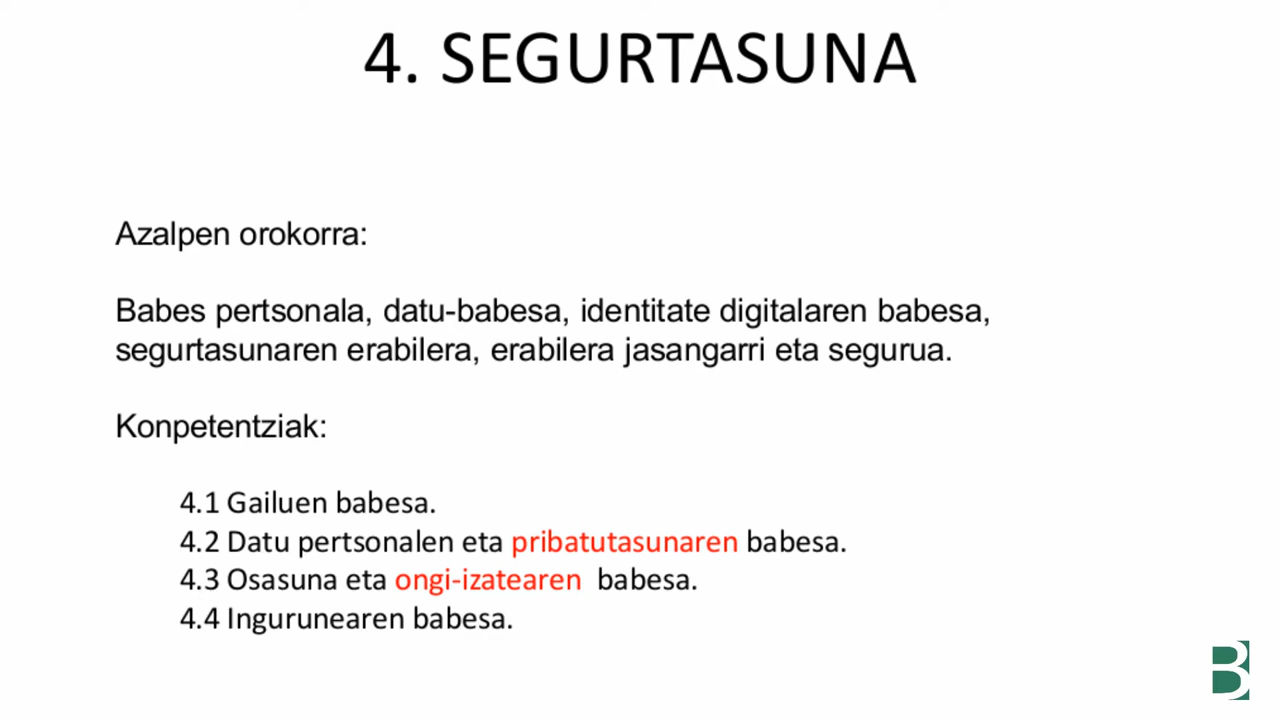 4. SEGURTASUNA
Azalpen orokorra:
Babes pertsonala, datu-babesa, identitate digitalaren babesa,
segurtasunaren erabilera, erabilera jasangarri eta segurua.
Konpetentziak:
4.1 Gailuen babesa.
4.2 Datu pertsonalen eta pribatutasunaren babesa.
4.3 Osasuna eta ongi-izatearen babesa.
4.4 Ingurunearen babesa.
B